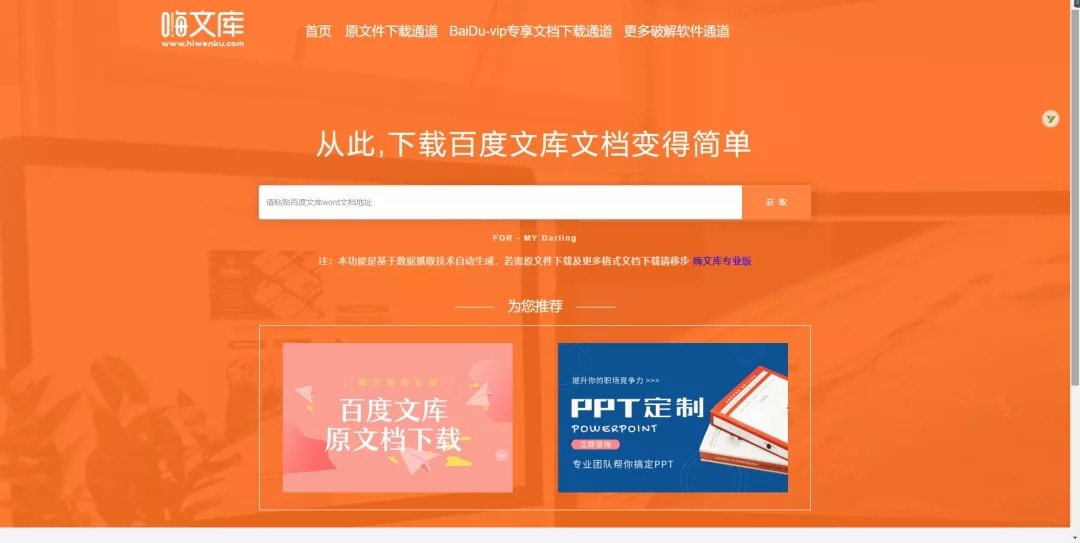 嗨文库
www.hiwenku.com
首页 原文件下载通道 BaiDu-vip专享文档下载通道 更多破解软件通道
从此,下载百度文库文档变得简单
请粘贴百度文库word文档地址
获 取
FOR - MY Darling
注：本功能是基于数据抓取技术自动生成，若需原文件下载及更多格式文档下载请移步 嗨文库专业版
为您推荐
嗨文库专业版
百度文库
原文档下载
提升你的职场竞争力 >>>
PPT定制
POWERPOINT
立即咨询
专业团队帮你搞定PPT